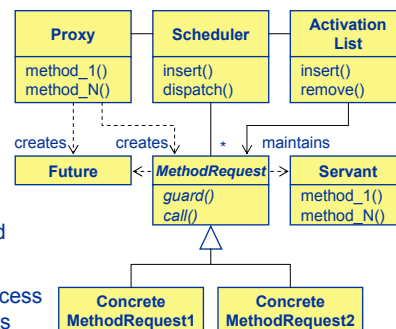 Proxy
method_1()
method_N()
Scheduler
insert()
dispatch()
Activation
List
insert()
remove()
creates
creates
*
maintains
Future
MethodRequest
guard()
call()
Servant
method_1()
method_N()
Concrete
MethodRequest1
Concrete
MethodRequest2